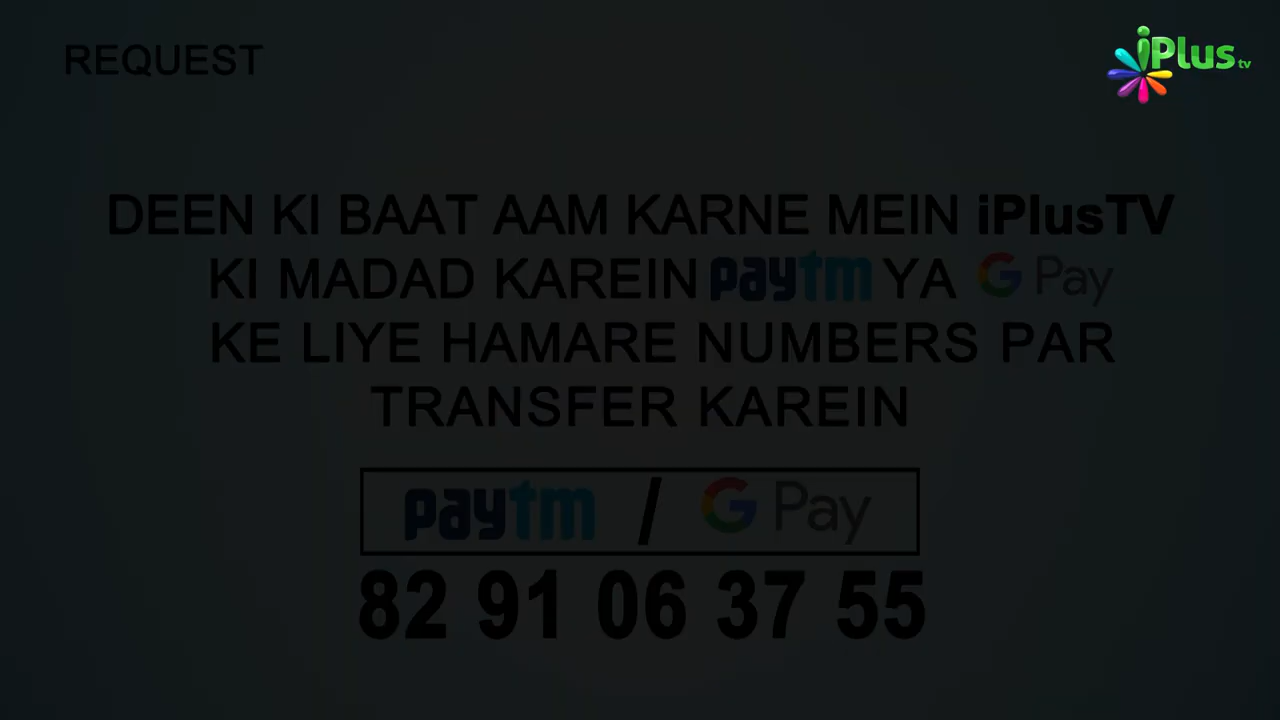 REQUEST
iPlus tv
DEEN KI BAAT AAM KARNE MEIN iPlusTV
KI MADAD KAREIN paytm YA G Pay
KE LIYE HAMARE NUMBERS PAR
TRANSFER KAREIN
paytm / G Pay
82 91 06 37 55